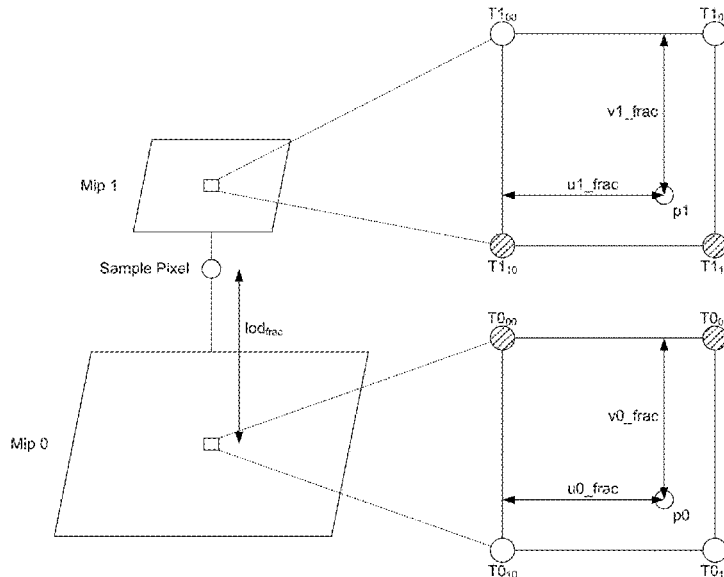 T1₀₀ T1₀
v1_frac
Mip 1
u1_frac
p1
Sample Pixel
T1₁₀ T1₁
lod_frac
T0₀₀ T0₀
v0_frac
Mip 0
u0_frac
p0
T0₁₀ T0₁